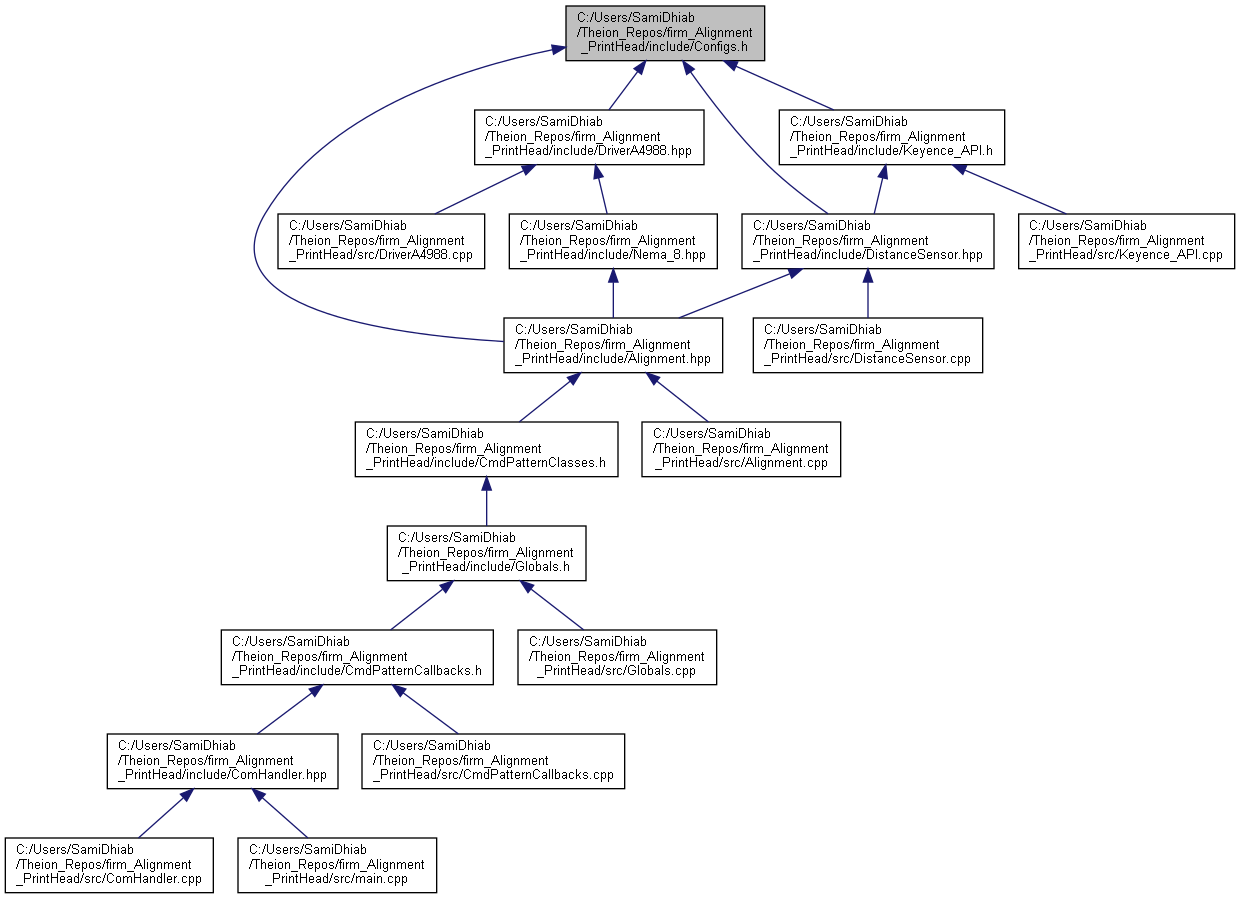 C:/Users/SamiDhiab
/Theion_Repos/firm_Alignment
_PrintHead/include/Configs.h
C:/Users/SamiDhiab
/Theion_Repos/firm_Alignment
_PrintHead/include/DriverA4988.hpp
C:/Users/SamiDhiab
/Theion_Repos/firm_Alignment
_PrintHead/include/Keyence_API.h
C:/Users/SamiDhiab
/Theion_Repos/firm_Alignment
_PrintHead/src/DriverA4988.cpp
C:/Users/SamiDhiab
/Theion_Repos/firm_Alignment
_PrintHead/include/Nema_8.hpp
C:/Users/SamiDhiab
/Theion_Repos/firm_Alignment
_PrintHead/include/DistanceSensor.hpp
C:/Users/SamiDhiab
/Theion_Repos/firm_Alignment
_PrintHead/src/Keyence_API.cpp
C:/Users/SamiDhiab
/Theion_Repos/firm_Alignment
_PrintHead/include/Alignment.hpp
C:/Users/SamiDhiab
/Theion_Repos/firm_Alignment
_PrintHead/src/DistanceSensor.cpp
C:/Users/SamiDhiab
/Theion_Repos/firm_Alignment
_PrintHead/include/CmdPatternClasses.h
C:/Users/SamiDhiab
/Theion_Repos/firm_Alignment
_PrintHead/src/Alignment.cpp
C:/Users/SamiDhiab
/Theion_Repos/firm_Alignment
_PrintHead/include/Globals.h
C:/Users/SamiDhiab
/Theion_Repos/firm_Alignment
_PrintHead/include/CmdPatternCallbacks.h
C:/Users/SamiDhiab
/Theion_Repos/firm_Alignment
_PrintHead/src/Globals.cpp
C:/Users/SamiDhiab
/Theion_Repos/firm_Alignment
_PrintHead/include/ComHandler.hpp
C:/Users/SamiDhiab
/Theion_Repos/firm_Alignment
_PrintHead/src/CmdPatternCallbacks.cpp
C:/Users/SamiDhiab
/Theion_Repos/firm_Alignment
_PrintHead/src/ComHandler.cpp
C:/Users/SamiDhiab
/Theion_Repos/firm_Alignment
_PrintHead/src/main.cpp